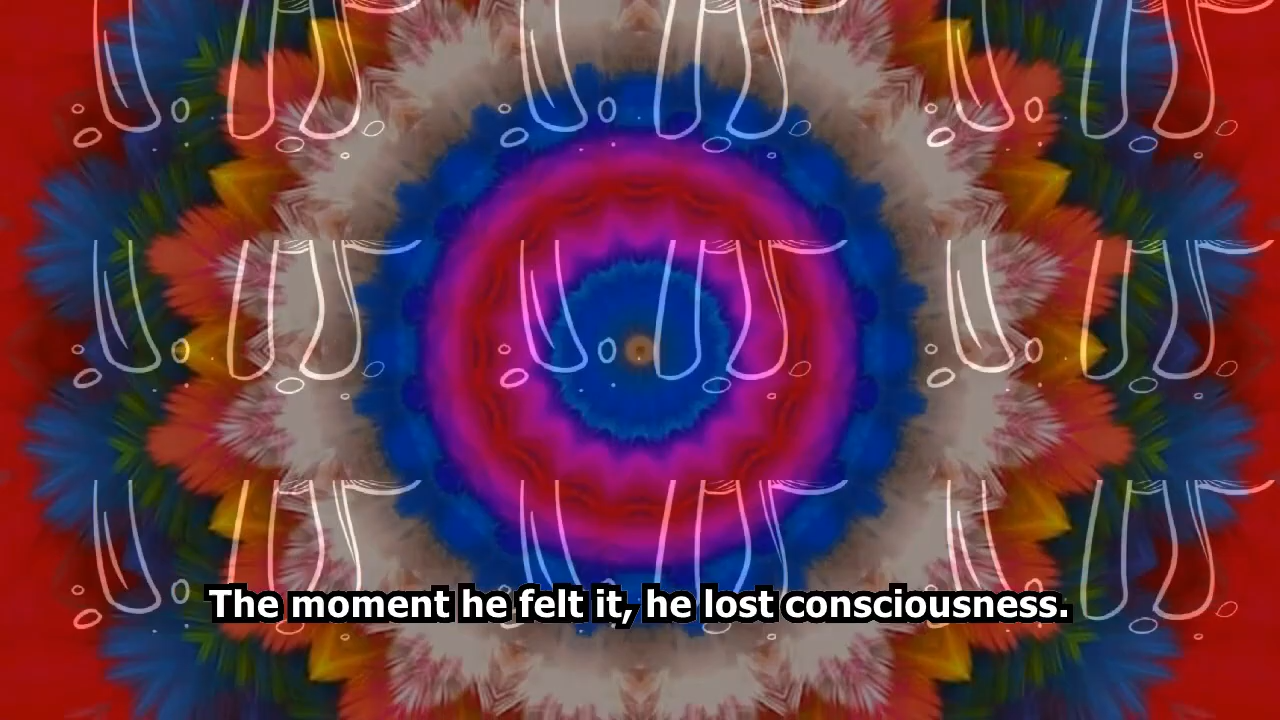 The moment he felt it, he lost consciousness.